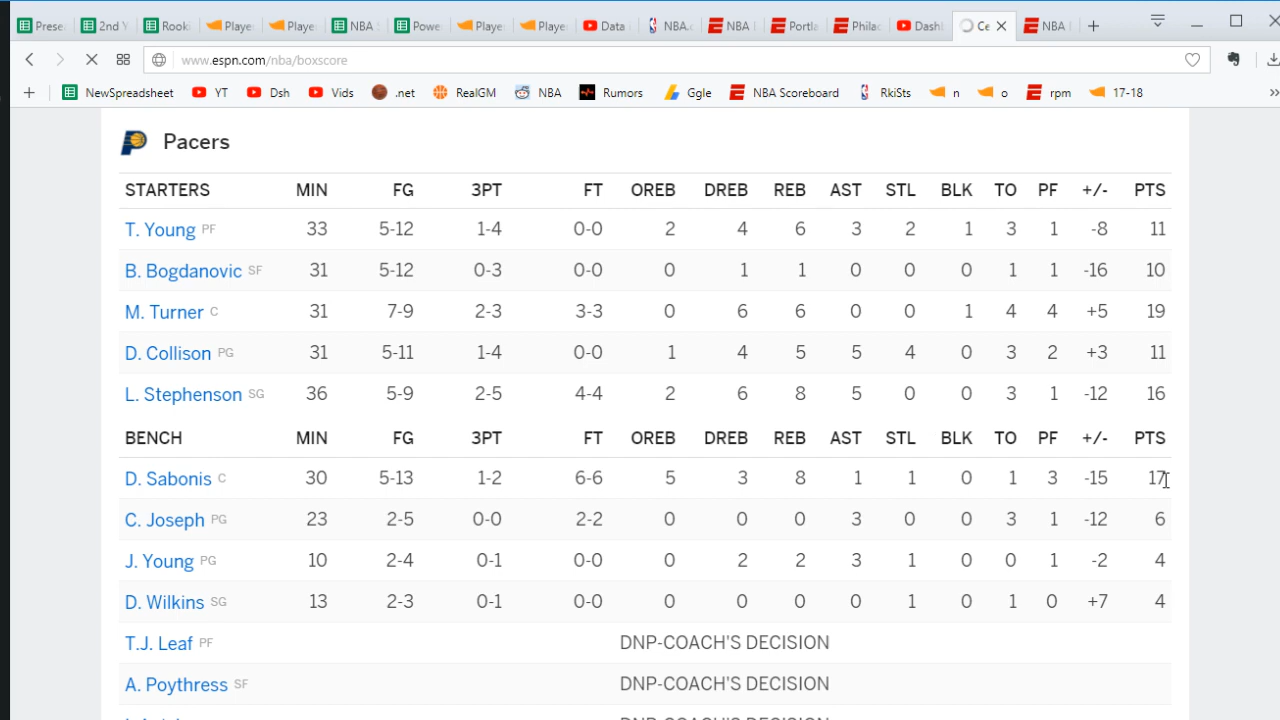 Prese 2nd Y Rooki Playe Playe NBA S Powe Playe Playe Data NBA.c NBA Portla Philac Dash Ce NBA
www.espn.com/nba/boxscore
NewSpreadsheet YT Dsh Vids .net RealGM NBA Rumors Ggle NBA Scoreboard RkiSts n o rpm 17-18 »
Pacers
STARTERS MIN FG 3PT FT OREB DREB REB AST STL BLK TO PF +/- PTS
T. Young PF 33 5-12 1-4 0-0 2 4 6 3 2 1 3 1 -8 11
B. Bogdanovic SF 31 5-12 0-3 0-0 0 1 1 0 0 0 1 1 -16 10
M. Turner C 31 7-9 2-3 3-3 0 6 6 0 0 1 4 4 +5 19
D. Collison PG 31 5-11 1-4 0-0 1 4 5 5 4 0 3 2 +3 11
L. Stephenson SG 36 5-9 2-5 4-4 2 6 8 5 0 0 3 1 -12 16
BENCH MIN FG 3PT FT OREB DREB REB AST STL BLK TO PF +/- PTS
D. Sabonis C 30 5-13 1-2 6-6 5 3 8 1 1 0 1 3 -15 17
C. Joseph PG 23 2-5 0-0 2-2 0 0 0 3 0 0 3 1 -12 6
J. Young PG 10 2-4 0-1 0-0 0 2 2 3 1 0 0 1 -2 4
D. Wilkins SG 13 2-3 0-1 0-0 0 0 0 0 1 0 1 0 +7 4
T.J. Leaf PF DNP-COACH'S DECISION
A. Poythress SF DNP-COACH'S DECISION